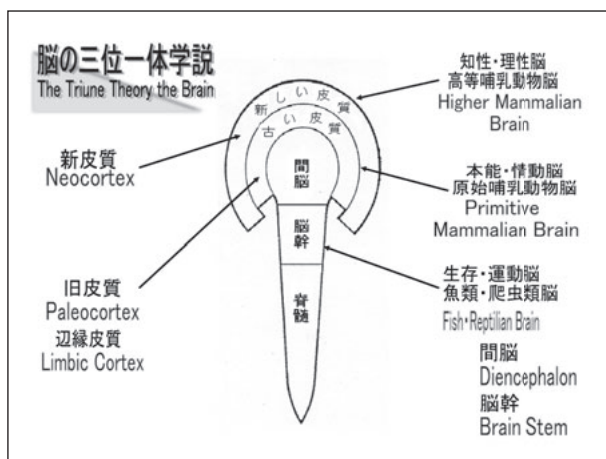 脳の三位一体学説
The Triune Theory the Brain
新皮質
Neocortex
旧皮質
Paleocortex
辺縁皮質
Limbic Cortex
新しい皮質
古い皮質
間脳
脳幹
脊髄
知性・理性脳
高等哺乳動物脳
Higher Mammalian
Brain
本能・情動脳
原始哺乳動物脳
Primitive
Mammalian Brain
生存・運動脳
魚類・爬虫類脳
Fish・Reptilian Brain
間脳
Diencephalon
脳幹
Brain Stem